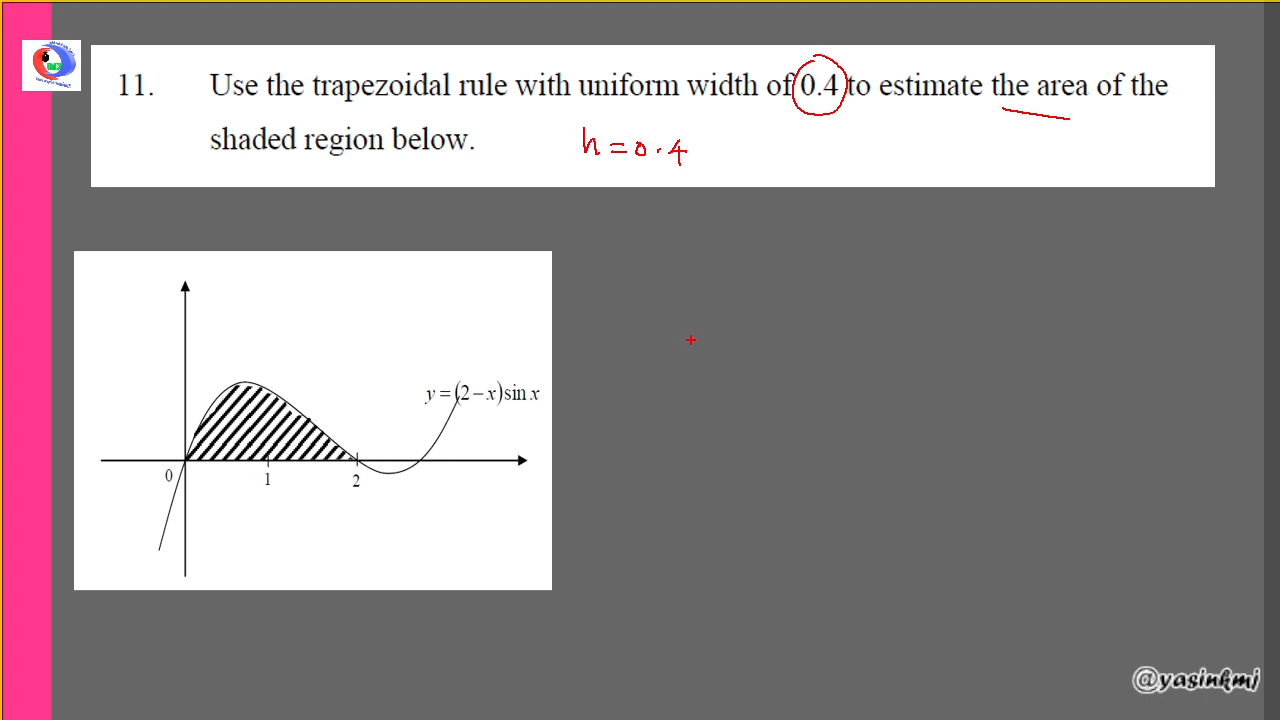 11. Use the trapezoidal rule with uniform width of 0.4 to estimate the area of the
shaded region below.
h = 0.4
y = (2 − x) sin x
0
1
2
@yasinkmj